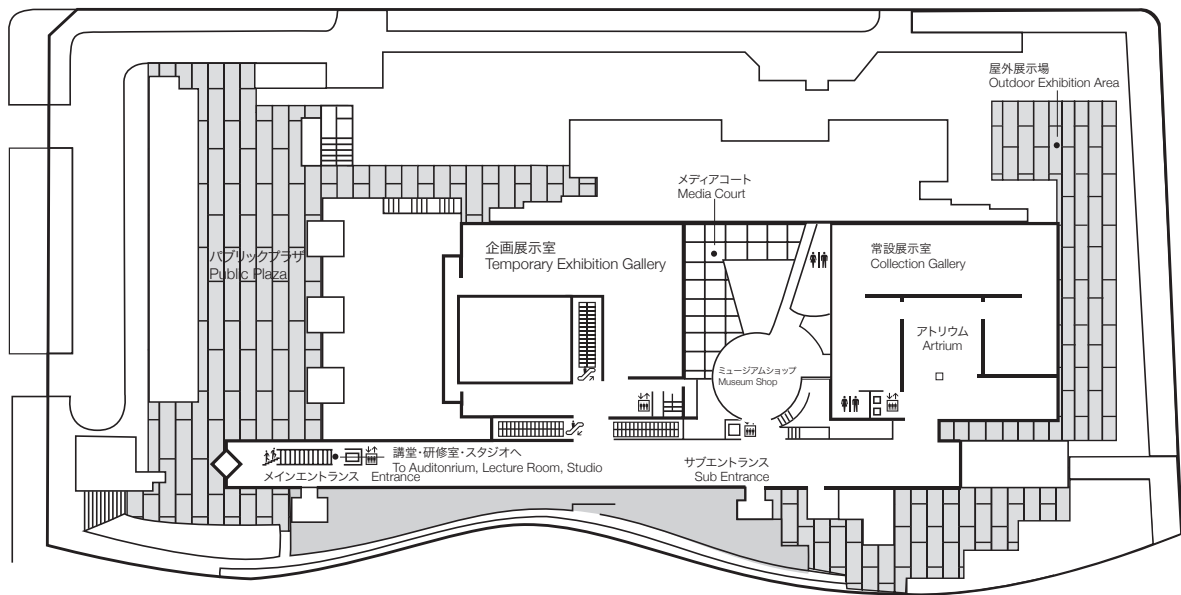 屋外展示場
Outdoor Exhibition Area
メディアコート
Media Court
パブリックプラザ
Public Plaza
企画展示室
Temporary Exhibition Gallery
常設展示室
Collection Gallery
アトリウム
Artrium
ミュージアムショップ
Museum Shop
講堂・研修室・スタジオへ
To Auditonrium, Lecture Room, Studio
メインエントランス Entrance
サブエントランス
Sub Entrance